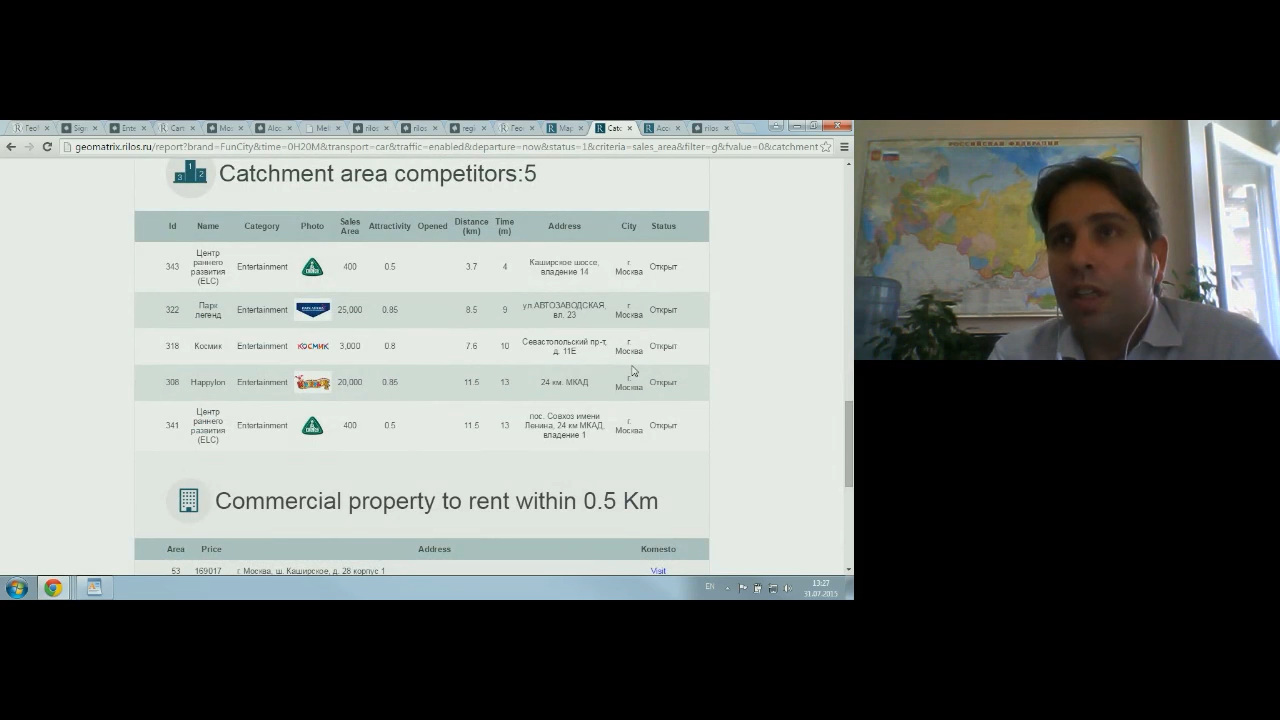 geomatrix.rilos.ru/report?brand=FunCity&time=0H20M&transport=car&traffic=enabled&departure=now&status=1&criteria=sales_area&filter=g&fvalue=0&catchment
Catchment area competitors:5
Id Name Category Photo Sales Area Attractivity Opened Distance (km) Time (m) Address City Status
343 Центр раннего развития (ELC) Entertainment 400 0.5 3.7 4 Каширское шоссе, владение 14 г. Москва Открыт
322 Парк легенд Entertainment 25,000 0.85 8.5 9 ул.АВТОЗАВОДСКАЯ, вл. 23 г. Москва Открыт
318 Космик Entertainment КОСМИК 3,000 0.8 7.6 10 Севастопольский пр-т, д. 11Е г. Москва Открыт
308 Happylon Entertainment 20,000 0.85 11.5 13 24 км. МКАД г. Москва Открыт
341 Центр раннего развития (ELC) Entertainment 400 0.5 11.5 13 пос. Совхоз имени Ленина, 24 км МКАД, владение 1 г. Москва Открыт
Commercial property to rent within 0.5 Km
Area Price Address Komesto
53 169017 г. Москва, ш. Каширское, д. 28 корпус 1 Visit
EN
13:27
31.07.2015
РОССИЙСКАЯ ФЕДЕРАЦИЯ